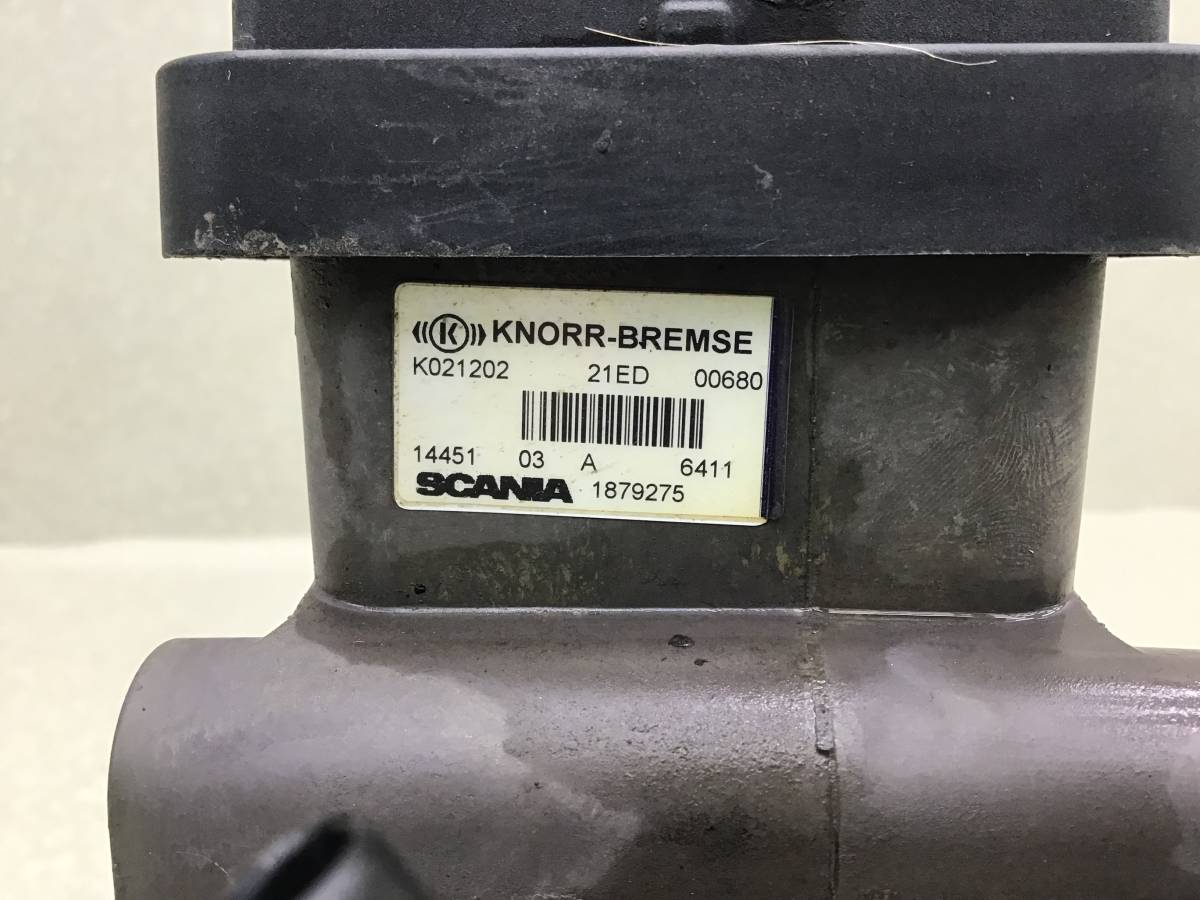 K KNORR-BREMSE
K021202 21ED 00680
14451 03 A 6411
SCANIA 1879275